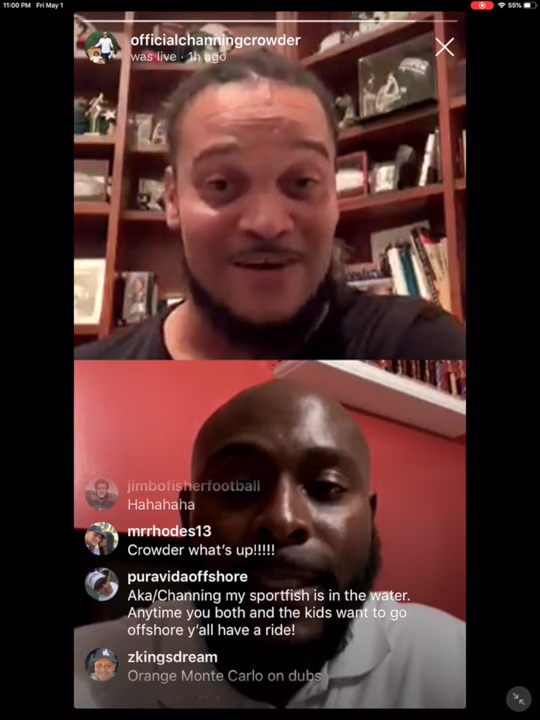 11:00 PM Fri May 1
55%
officialchanningcrowder
was live · 1h ago
jimbofisherfootball
Hahahaha
mrrhodes13
Crowder what's up!!!!!
puravidaoffshore
Aka/Channing my sportfish is in the water.
Anytime you both and the kids want to go
offshore y'all have a ride!
zkingsdream
Orange Monte Carlo on dubs